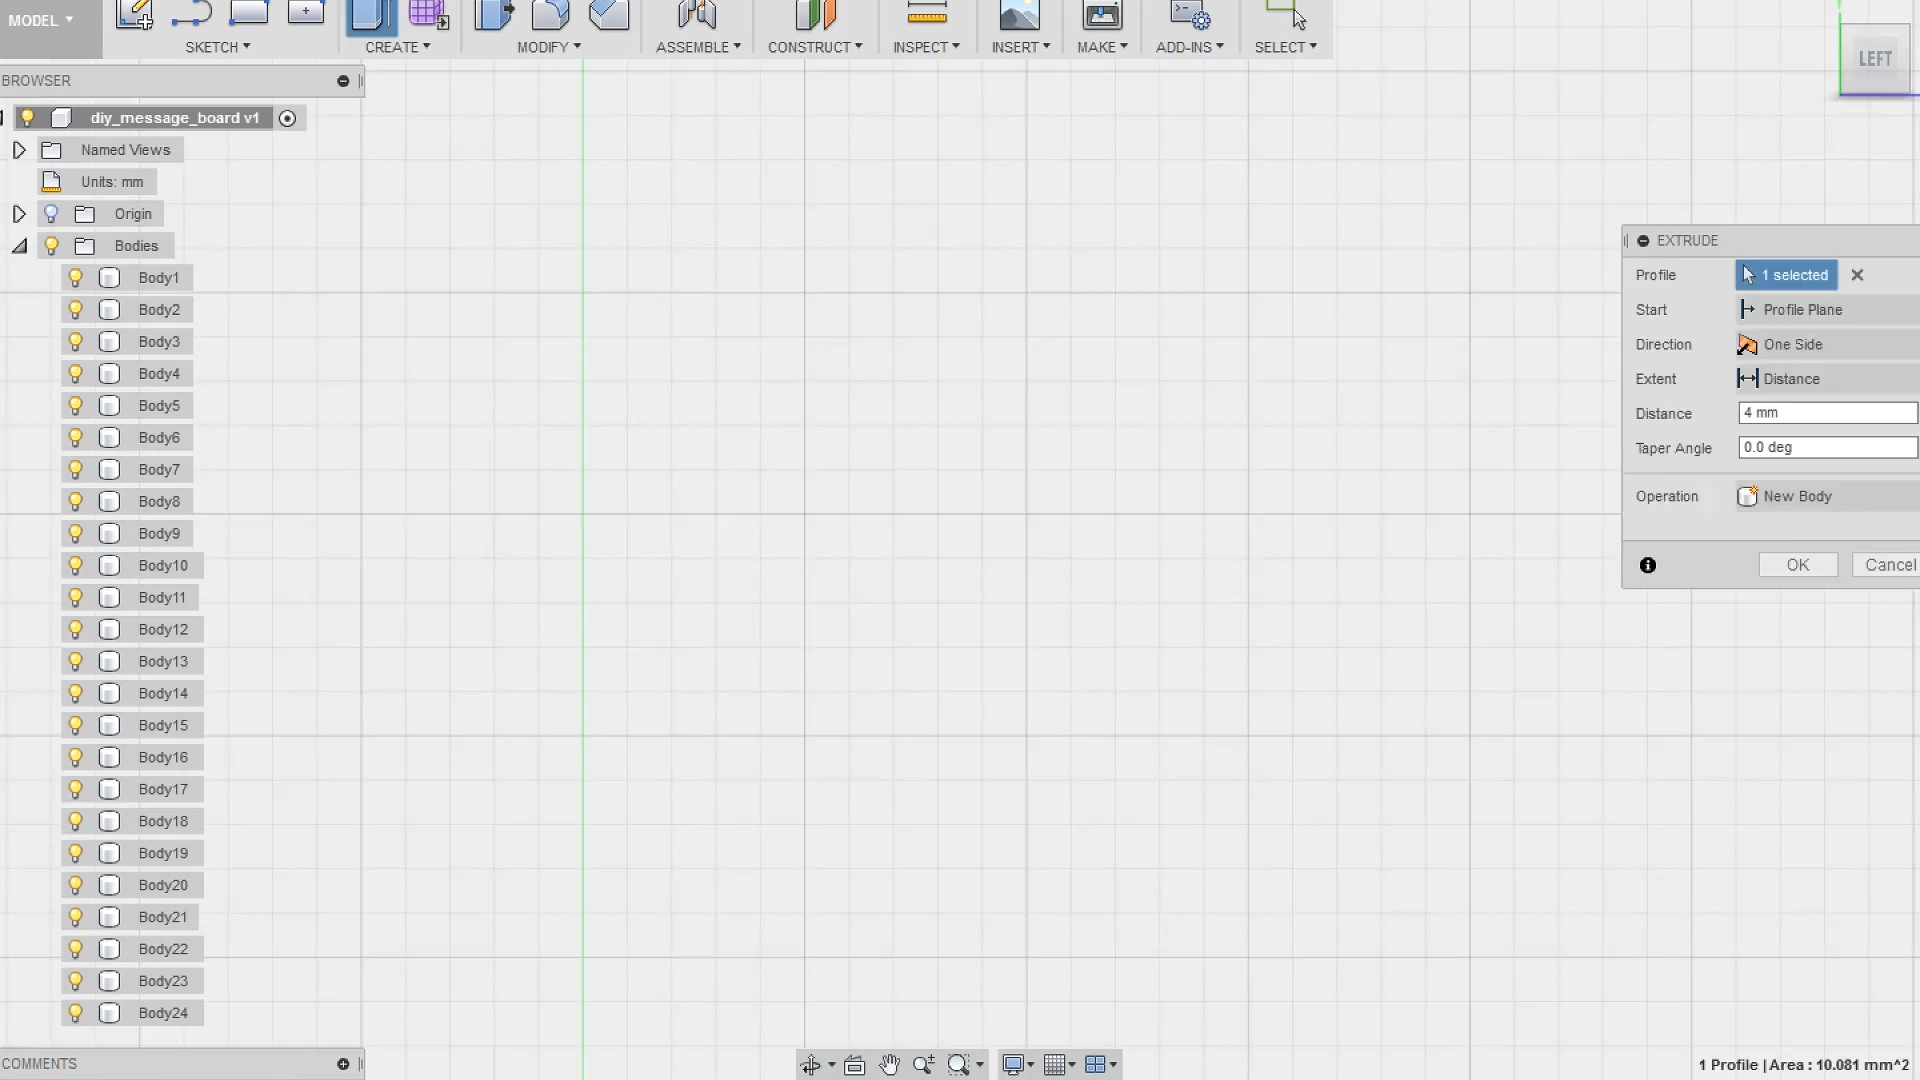 MODEL
SKETCH
CREATE
MODIFY
ASSEMBLE
CONSTRUCT
INSPECT
INSERT
MAKE
ADD-INS
SELECT
LEFT
BROWSER
diy_message_board v1
Named Views
Units: mm
Origin
Bodies
Body1
Body2
Body3
Body4
Body5
Body6
Body7
Body8
Body9
Body10
Body11
Body12
Body13
Body14
Body15
Body16
Body17
Body18
Body19
Body20
Body21
Body22
Body23
Body24
EXTRUDE
Profile 1 selected
Start Profile Plane
Direction One Side
Extent Distance
Distance 4 mm
Taper Angle 0.0 deg
Operation New Body
OK Cancel
COMMENTS
1 Profile | Area : 10.081 mm^2